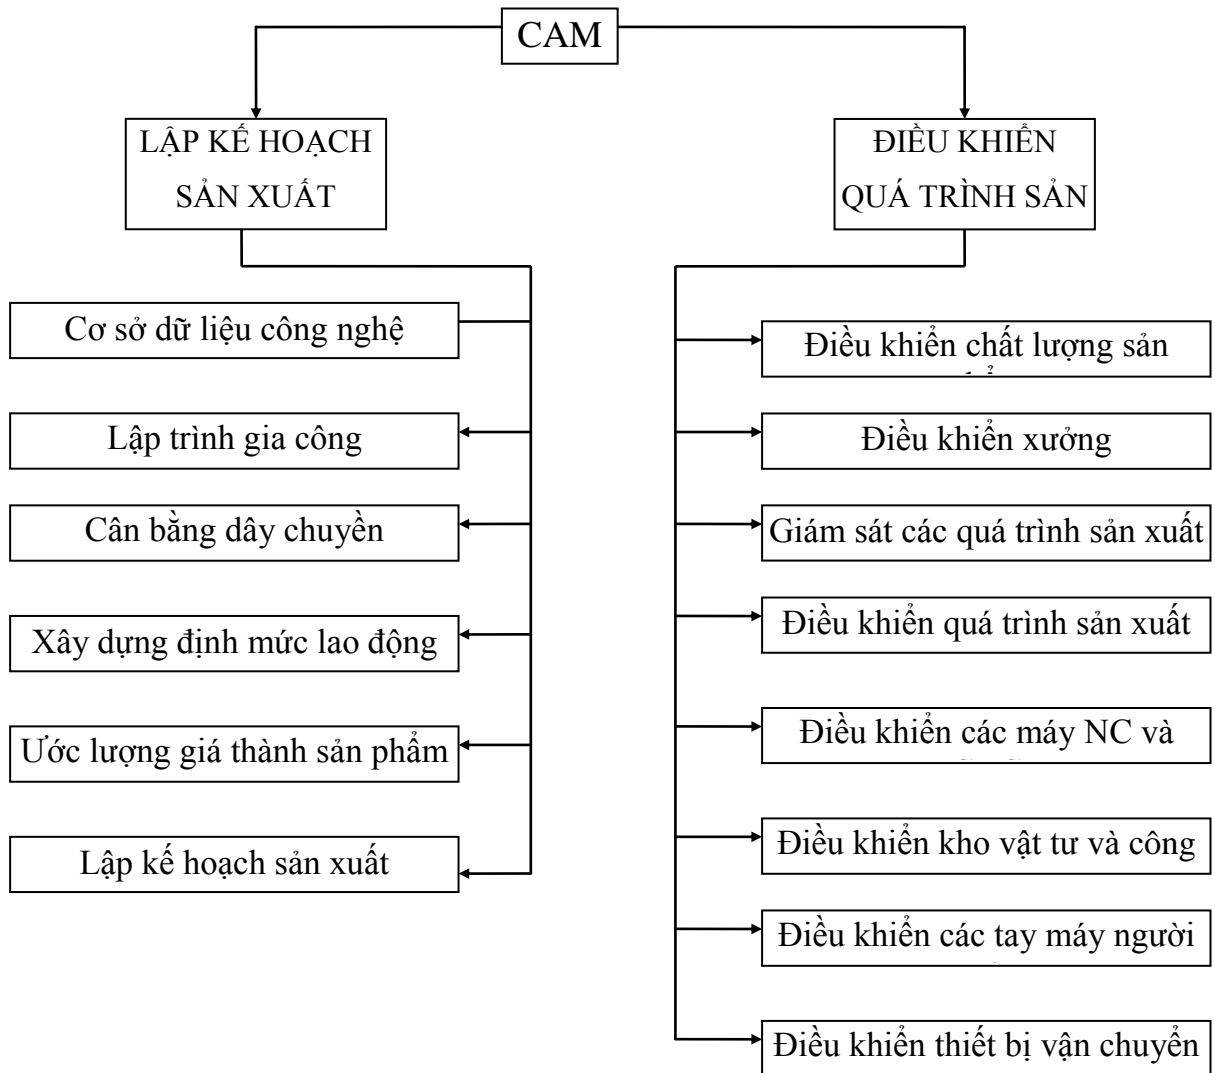 CAM
LẬP KẾ HOẠCH
SẢN XUẤT
Cơ sở dữ liệu công nghệ
Lập trình gia công
Cân bằng dây chuyền
Xây dựng định mức lao động
Ước lượng giá thành sản phẩm
Lập kế hoạch sản xuất
ĐIỀU KHIỂN
QUÁ TRÌNH SẢN
Điều khiển chất lượng sản
Điều khiển xưởng
Giám sát các quá trình sản xuất
Điều khiển quá trình sản xuất
Điều khiển các máy NC và
Điều khiển kho vật tư và công
Điều khiển các tay máy người
Điều khiển thiết bị vận chuyển